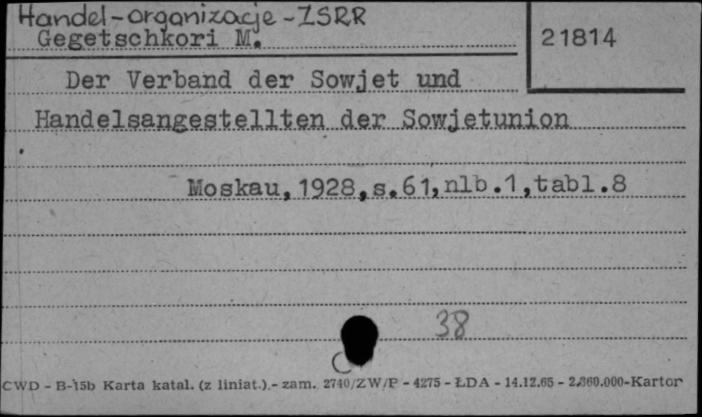 Handel-organizacje - ZSRR
Gegetschkori M.
21814
Der Verband der Sowjet und
Handelsangestellten der Sowjetunion
Moskau,1928,s.61,nlb.1,tabl.8
38
C
CWD - B-15b Karta katal. (z liniat.).- zam. 2740/ZW/P - 4275 - ŁDA - 14.12.65 - 2.860.000-Kartor